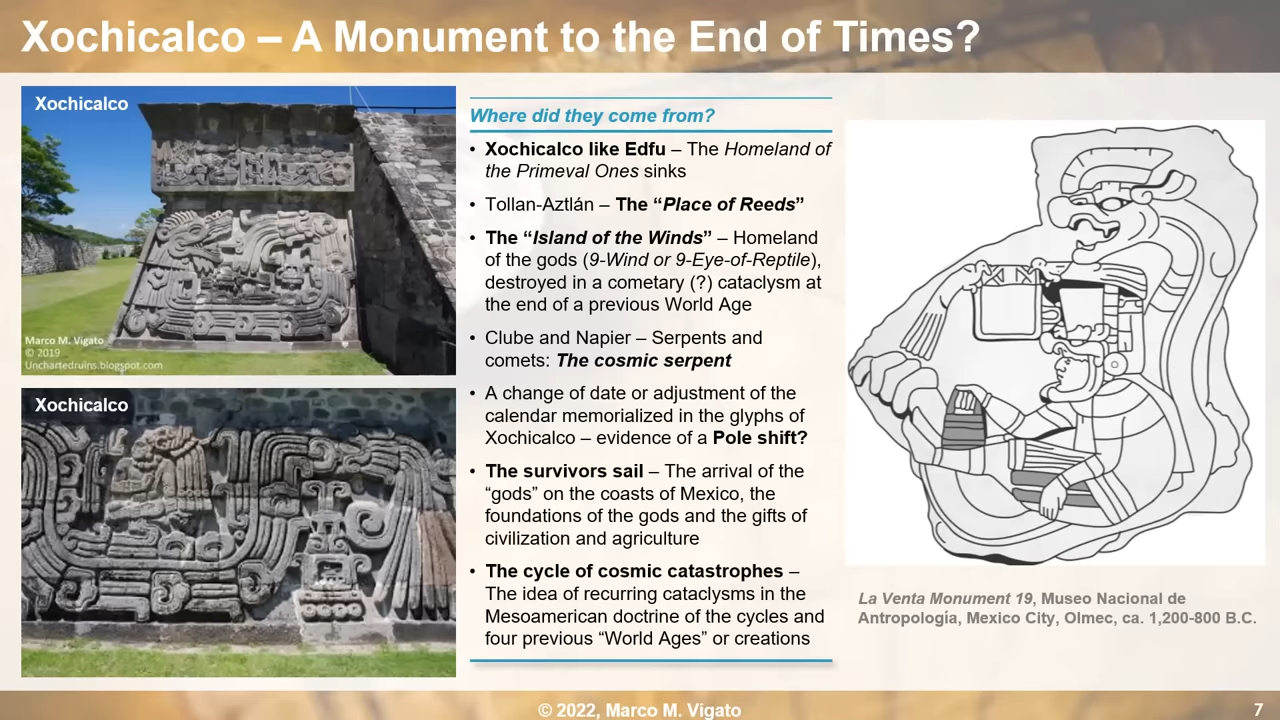 Xochicalco – A Monument to the End of Times?
Xochicalco
Marco M. Vigato
© 2019
Unchartedruins.blogspot.com
Xochicalco
Where did they come from?
• Xochicalco like Edfu – The Homeland of
the Primeval Ones sinks
• Tollan-Aztlán – The “Place of Reeds”
• The “Island of the Winds” – Homeland
of the gods (9-Wind or 9-Eye-of-Reptile),
destroyed in a cometary (?) cataclysm at
the end of a previous World Age
• Clube and Napier – Serpents and
comets: The cosmic serpent
• A change of date or adjustment of the
calendar memorialized in the glyphs of
Xochicalco – evidence of a Pole shift?
• The survivors sail – The arrival of the
“gods” on the coasts of Mexico, the
foundations of the gods and the gifts of
civilization and agriculture
• The cycle of cosmic catastrophes –
The idea of recurring cataclysms in the
Mesoamerican doctrine of the cycles and
four previous “World Ages” or creations
La Venta Monument 19, Museo Nacional de
Antropología, Mexico City, Olmec, ca. 1,200-800 B.C.
© 2022, Marco M. Vigato
7